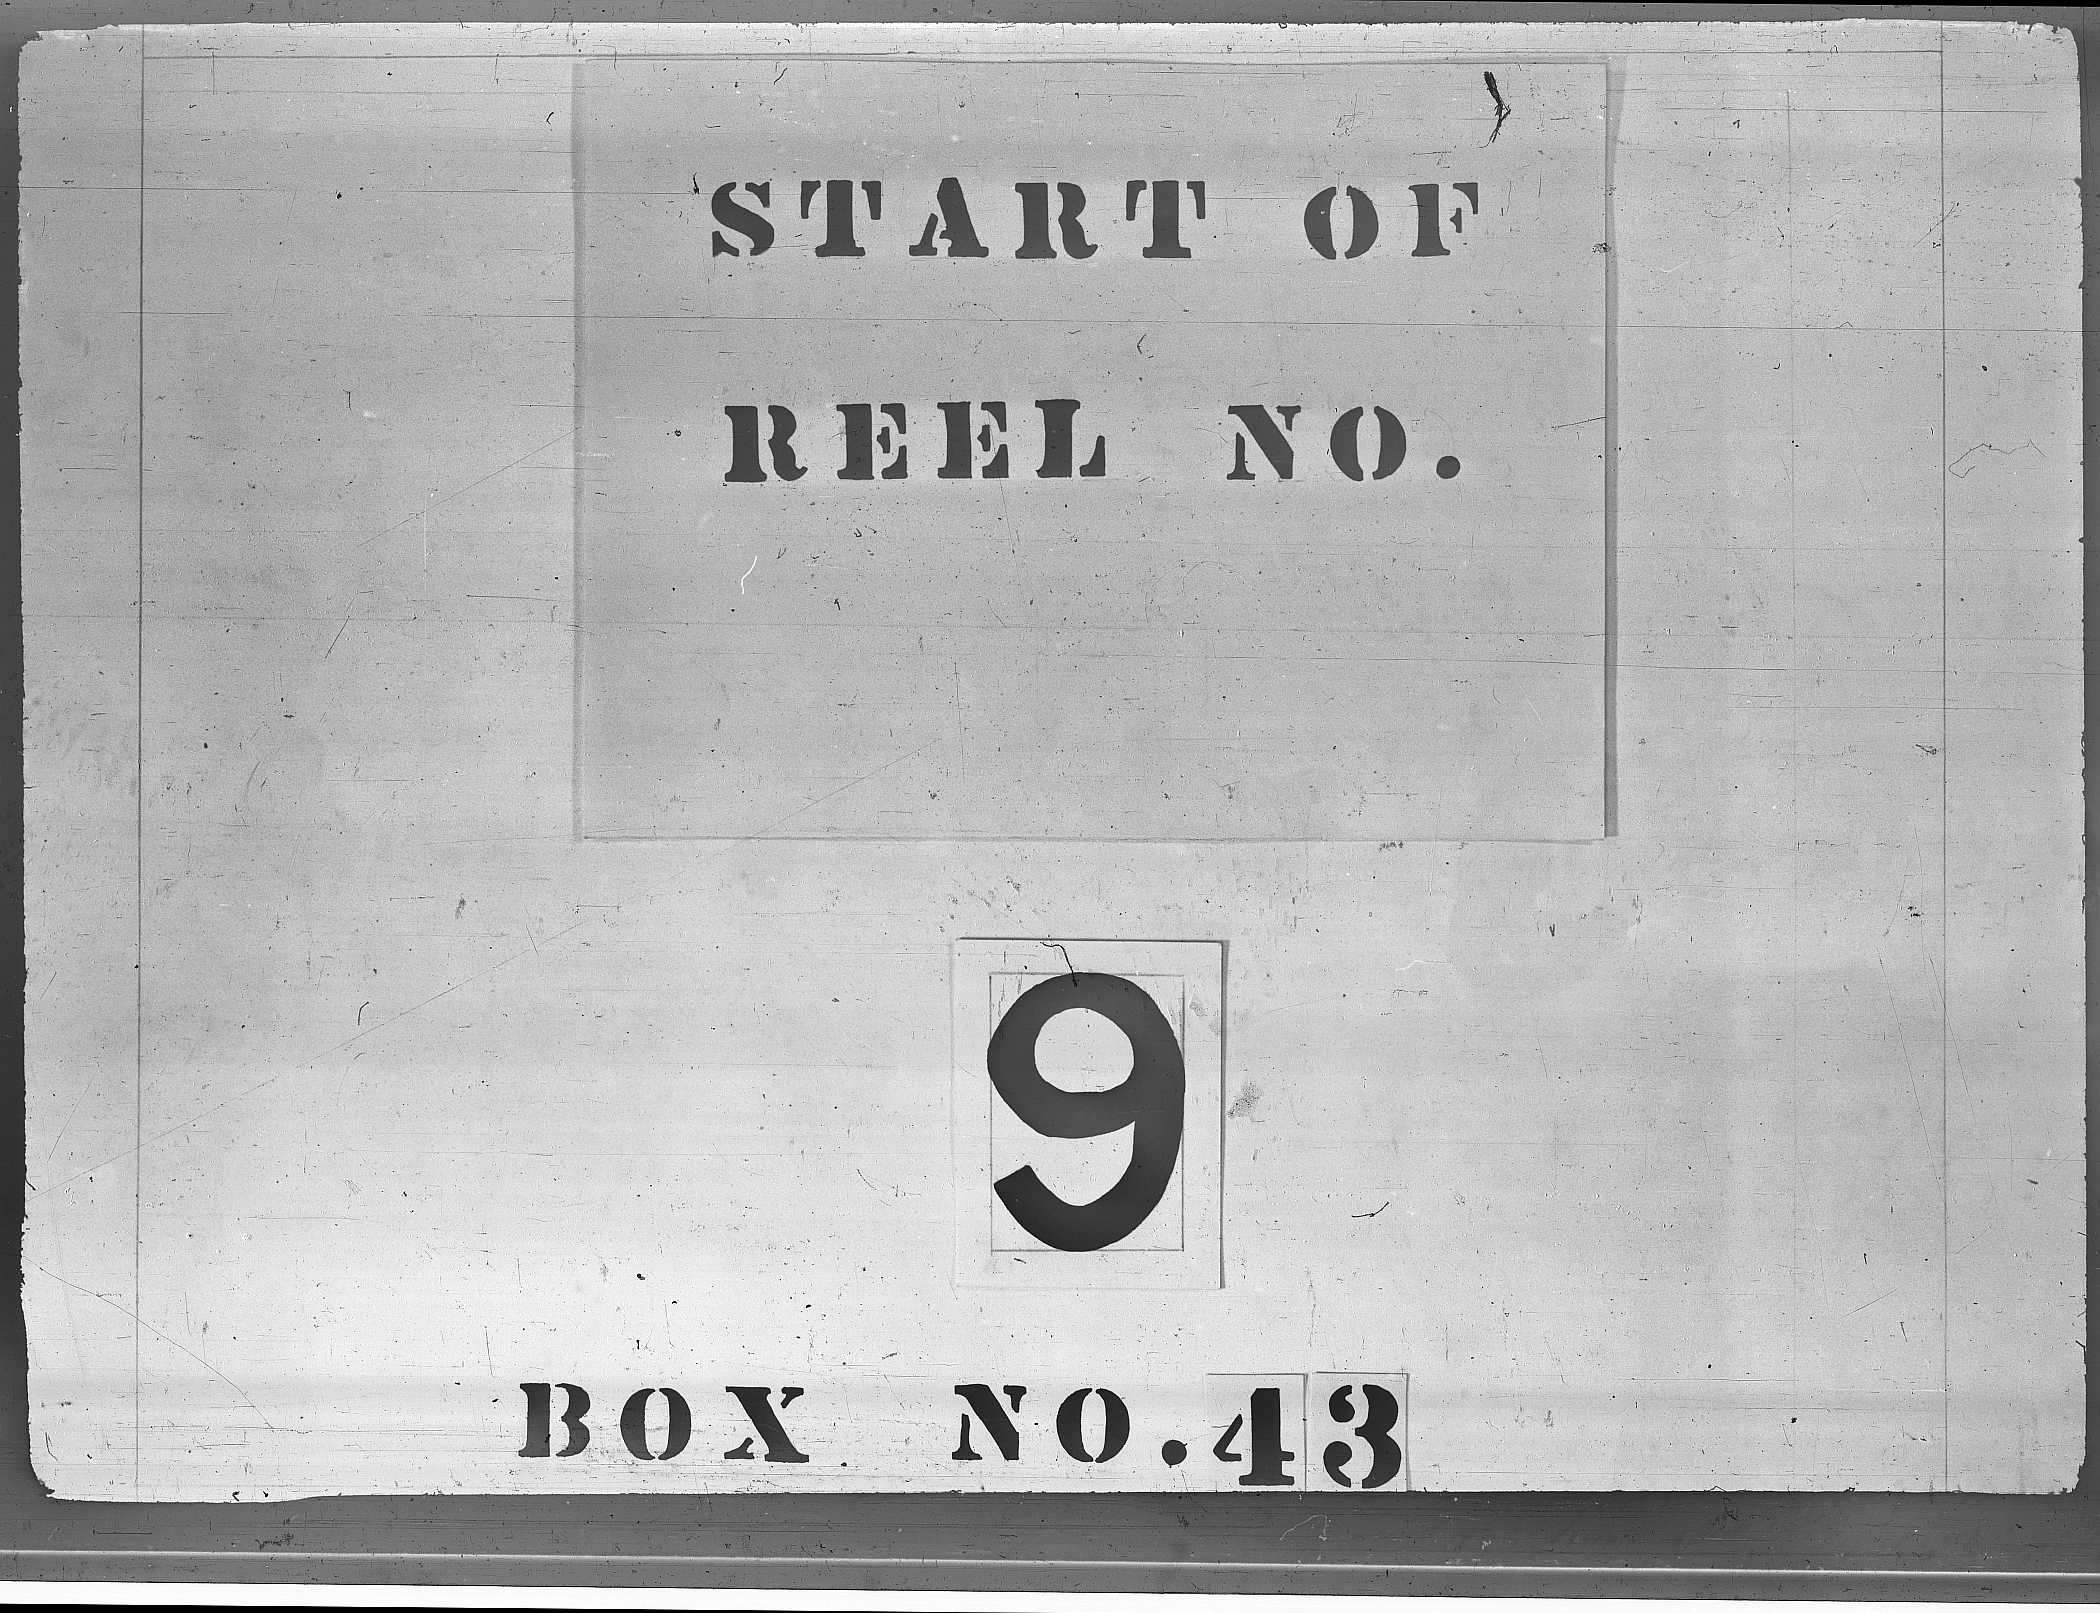 START OF
REEL NO.
9
BOX NO. 43